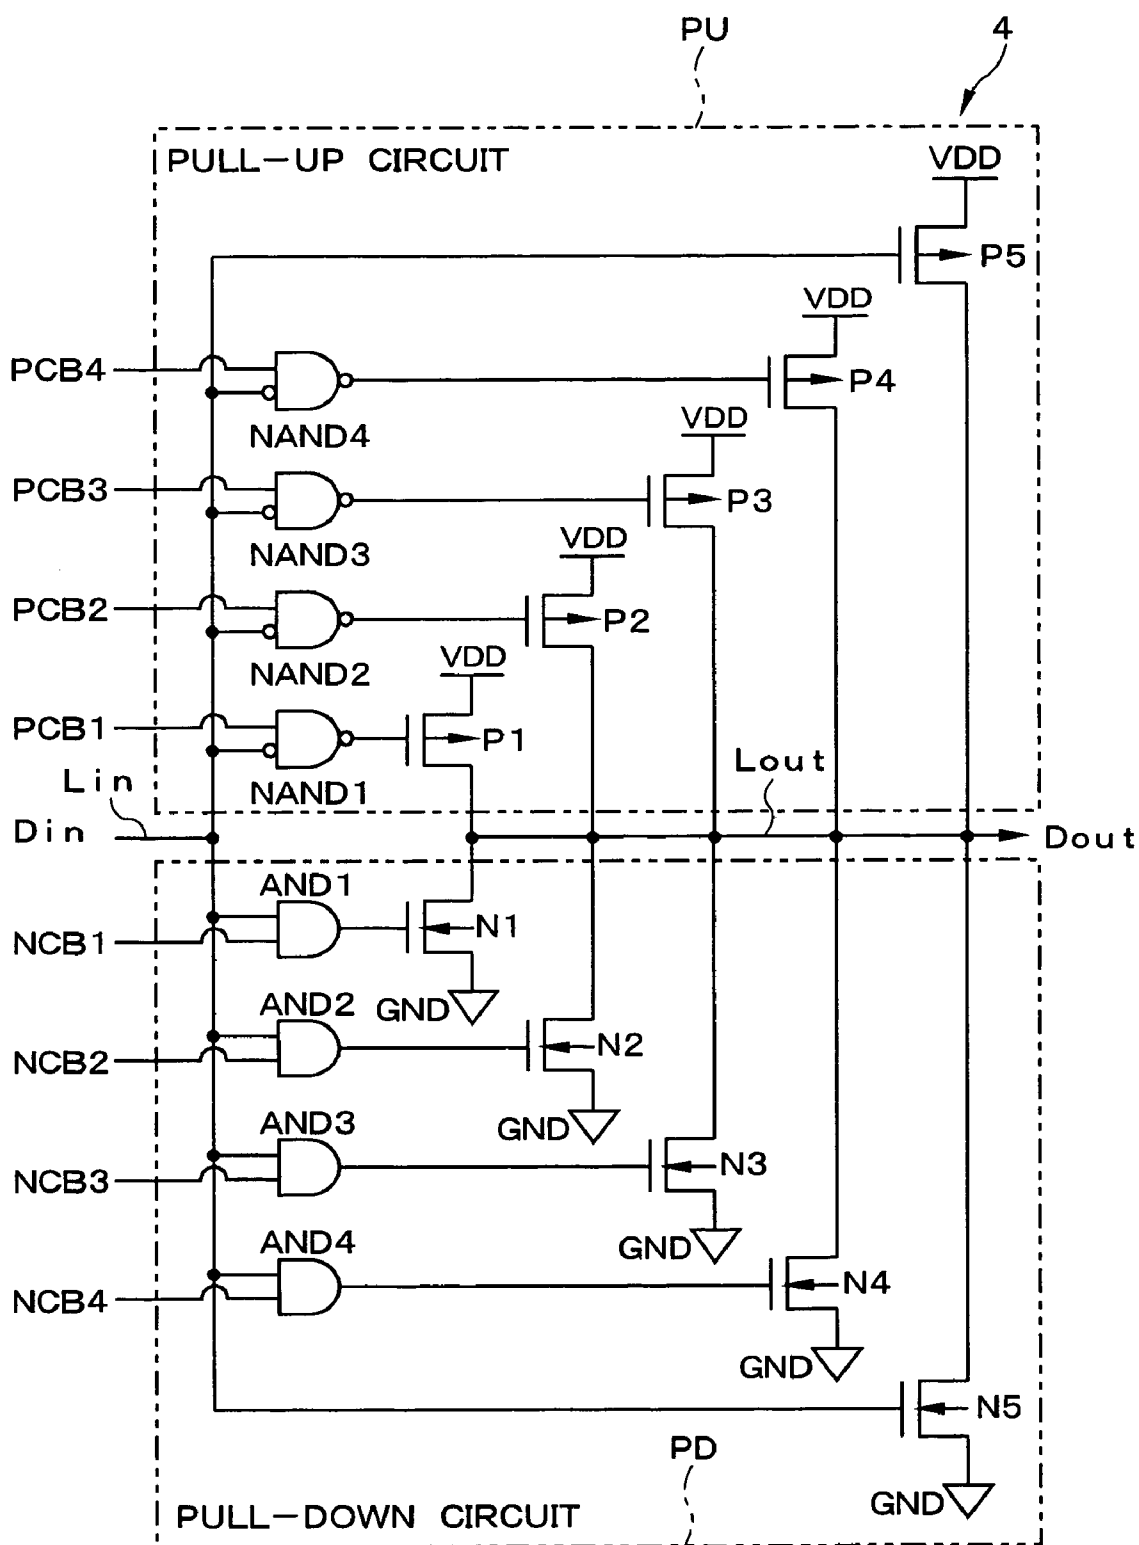 PU
4
PULL-UP CIRCUIT
VDD
P5
VDD
PCB4
P4
NAND4
VDD
PCB3
P3
NAND3
VDD
PCB2
P2
NAND2
VDD
PCB1
P1
NAND1
Lin
Lout
Din
Dout
AND1
NCB1
N1
GND
AND2
NCB2
N2
GND
AND3
NCB3
N3
GND
AND4
NCB4
N4
GND
N5
PD
GND
PULL-DOWN CIRCUIT